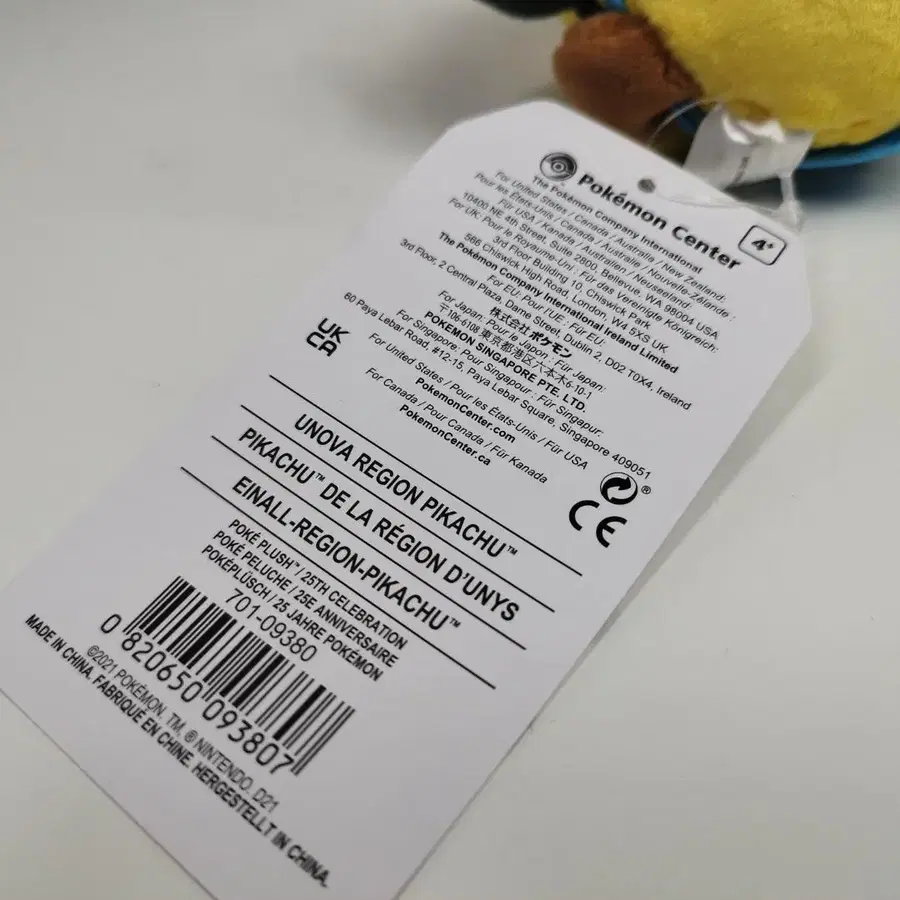 Pokémon Center
4+
The Pokémon Company International
For United States / Canada / Australia / New Zealand:
Pour les États-Unis / Canada / Australie / Nouvelle-Zélande :
Für USA / Kanada / Australien / Neuseeland:
10400 NE 4th Street, Suite 2800, Bellevue, WA 98004 USA
For UK: Pour le Royaume-Uni : Für das Vereinigte Königreich:
3rd Floor Building 10, Chiswick Park
566 Chiswick High Road, London, W4 5XS UK
The Pokémon Company International Ireland Limited
For EU: Pour l'UE : Für EU:
3rd Floor, 2 Central Plaza, Dame Street, Dublin 2, D02 T0X4, Ireland
株式会社ポケモン
For Japan: Pour le Japon : Für Japan:
〒106-6108 東京都港区六本木6-10-1
POKEMON SINGAPORE PTE. LTD.
For Singapore: Pour Singapour : Für Singapur:
60 Paya Lebar Road, #12-15, Paya Lebar Square, Singapore 409051
For United States / Pour les États-Unis / Für USA
PokemonCenter.com
For Canada / Pour Canada / Für Kanada
PokemonCenter.ca
UK
CA
®
CE
UNOVA REGION PIKACHU™
PIKACHU™ DE LA RÉGION D'UNYS
EINALL-REGION-PIKACHU™
POKÉ PLUSH™ / 25TH CELEBRATION
POKÉ PELUCHE / 25E ANNIVERSAIRE
POKÉPLÜSCH / 25 JAHRE POKÉMON
701-09380
0 820650 093807
©2021 POKÉMON. TM, ® NINTENDO. D21
MADE IN CHINA. FABRIQUÉ EN CHINE. HERGESTELLT IN CHINA.